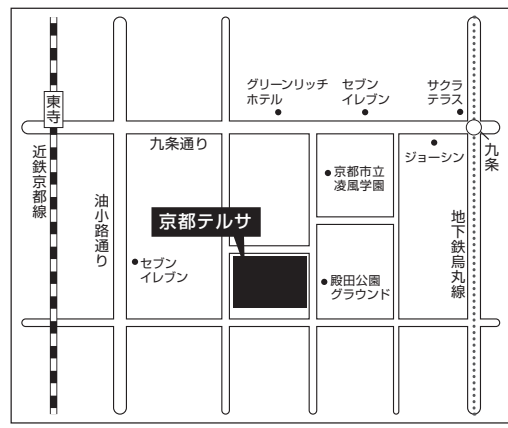 グリーンリッチ
ホテル
セブン
イレブン
サクラ
テラス
東寺
九条通り
ジョーシン
九条
近鉄京都線
油小路通り
京都市立
凌風学園
地下鉄烏丸線
京都テルサ
セブン
イレブン
殿田公園
グラウンド